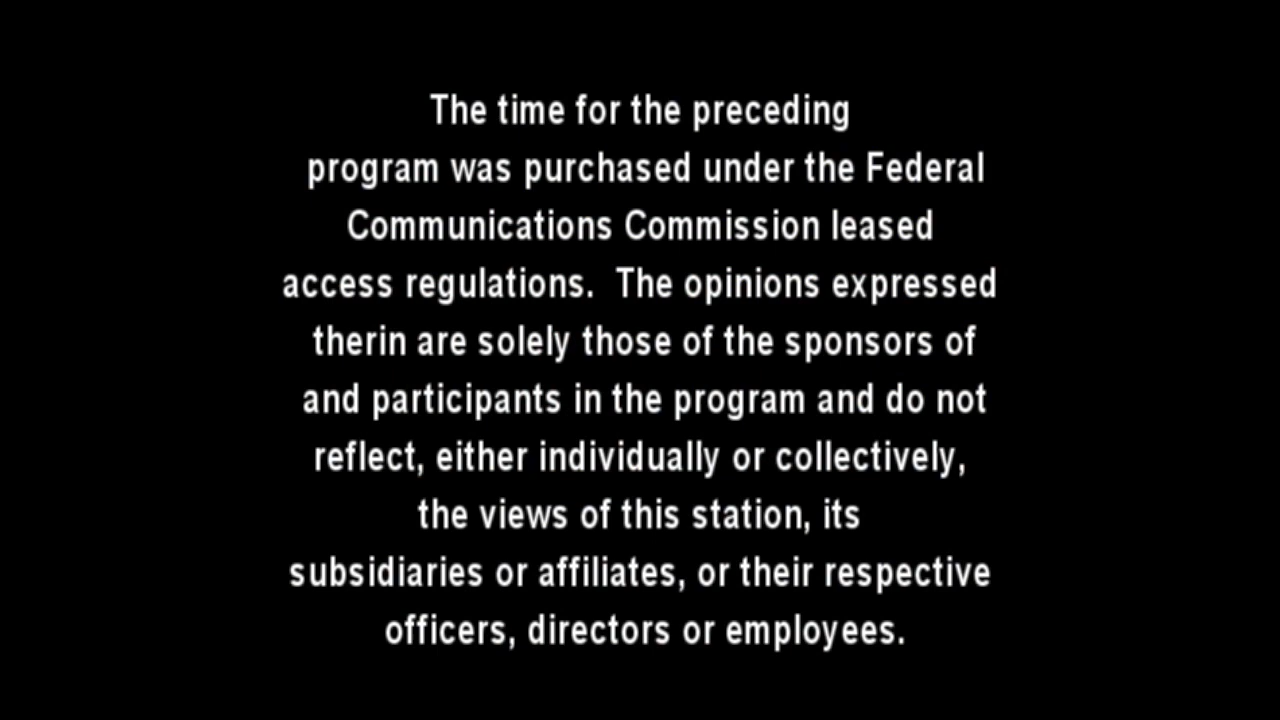 The time for the preceding
program was purchased under the Federal
Communications Commission leased
access regulations.  The opinions expressed
therin are solely those of the sponsors of
and participants in the program and do not
reflect, either individually or collectively,
the views of this station, its
subsidiaries or affiliates, or their respective
officers, directors or employees.